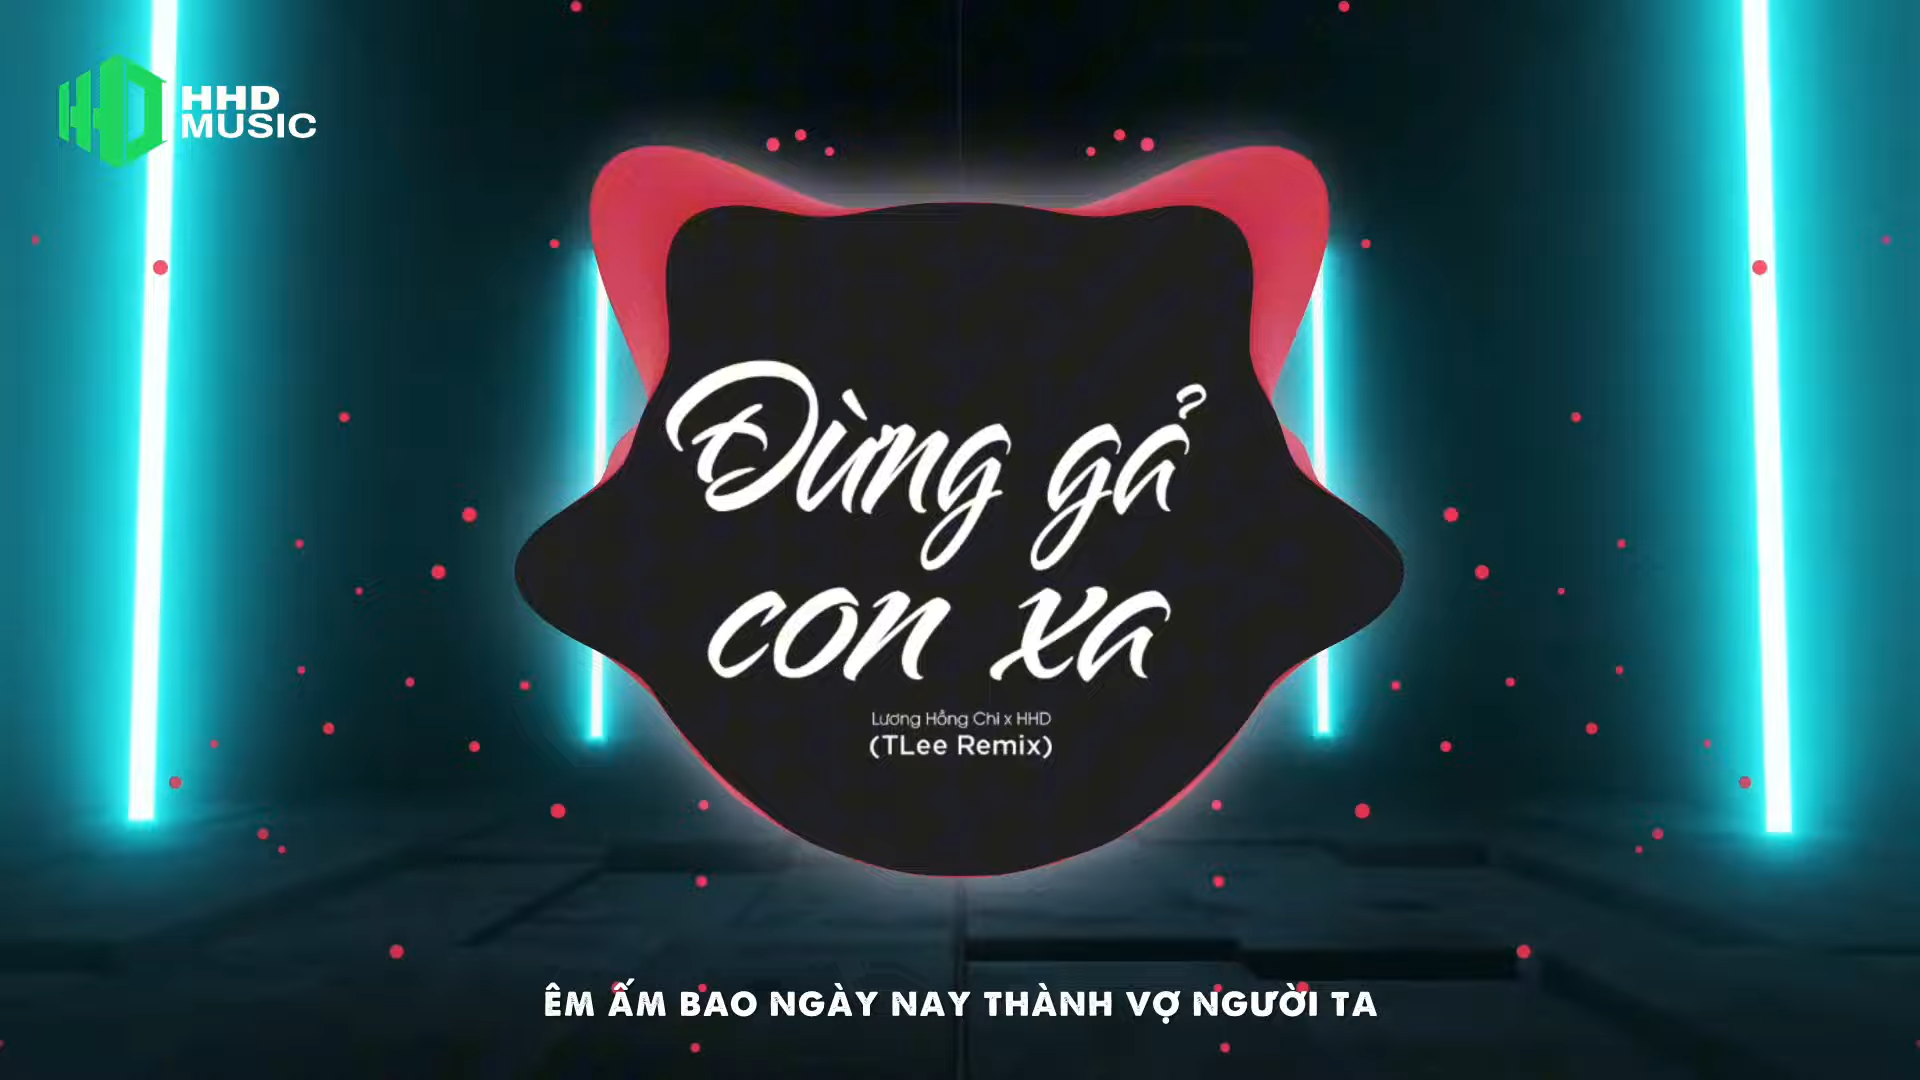 HHD
MUSIC
Đừng gả
con xa
Lương Hồng Chi x HHD
(TLee Remix)
ÊM ẤM BAO NGÀY NAY THÀNH VỢ NGƯỜI TA